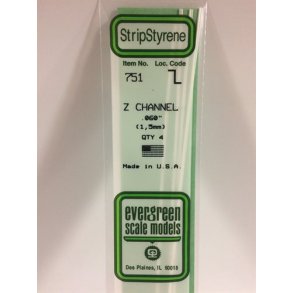 StripStyrene
Item No. Loc. Code
751
Z CHANNEL
.060"
(1,5mm)
QTY 4
Made in U.S.A.
evergreen
scale models
Des Plaines, IL 60018